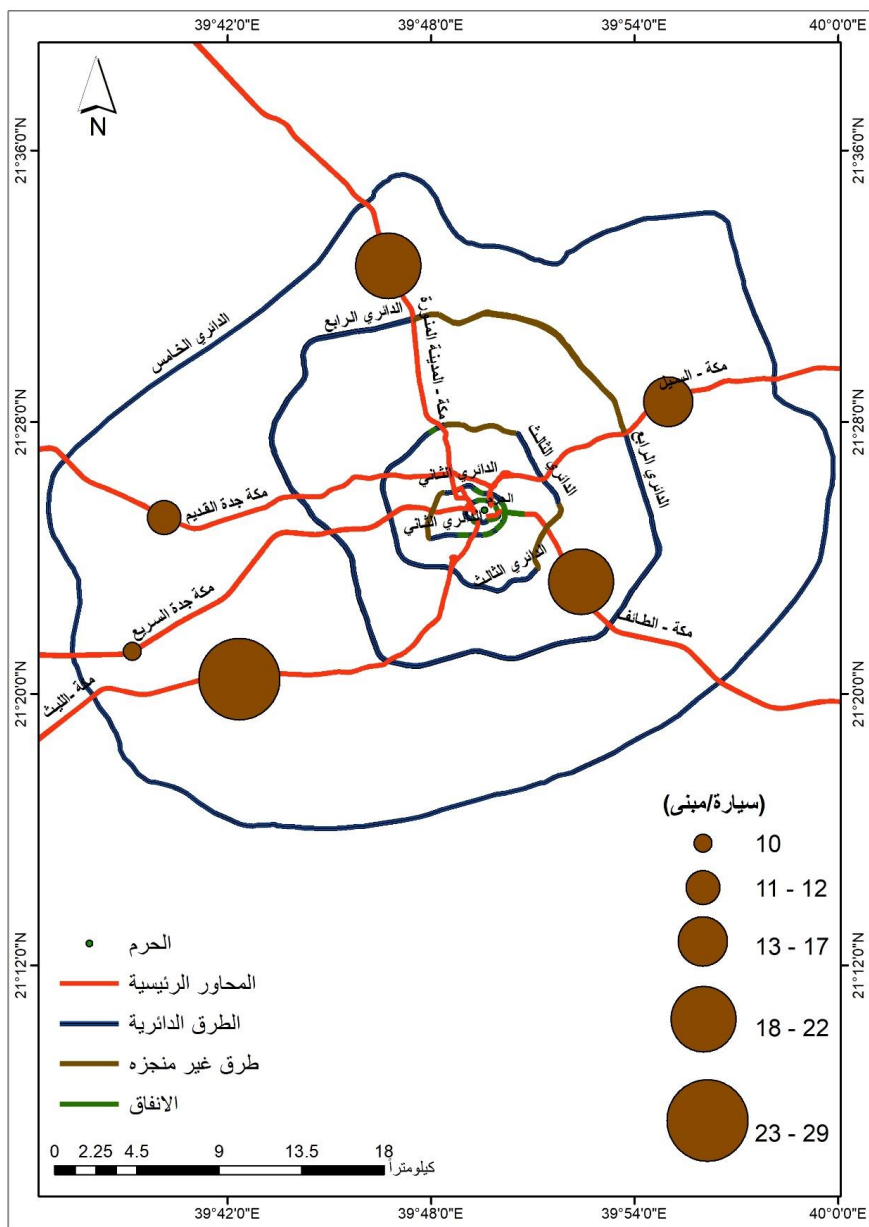 39°42'0"E
39°48'0"E
39°54'0"E
40°0'0"E
N
21°36'0"N
21°36'0"N
الدائري الخامس
الدائري الرابع
مكة - المدينة المنورة
مكة - السيل
21°28'0"N
21°28'0"N
الدائري الثالث
الدائري الرابع
الدائري الثاني
مكة جدة القديم
الحرم
الدائري الثاني
الدائري الثالث
مكة جدة السريع
مكة - الطائف
مكة - الليث
21°20'0"N
21°20'0"N
(سيارة/مبنى)
10
11 - 12
13 - 17
18 - 22
23 - 29
الحرم
المحاور الرئيسية
الطرق الدائرية
طرق غير منجزه
الانفاق
21°12'0"N
21°12'0"N
0 2.25 4.5 9 13.5 18
كيلومتراً
39°42'0"E
39°48'0"E
39°54'0"E
40°0'0"E